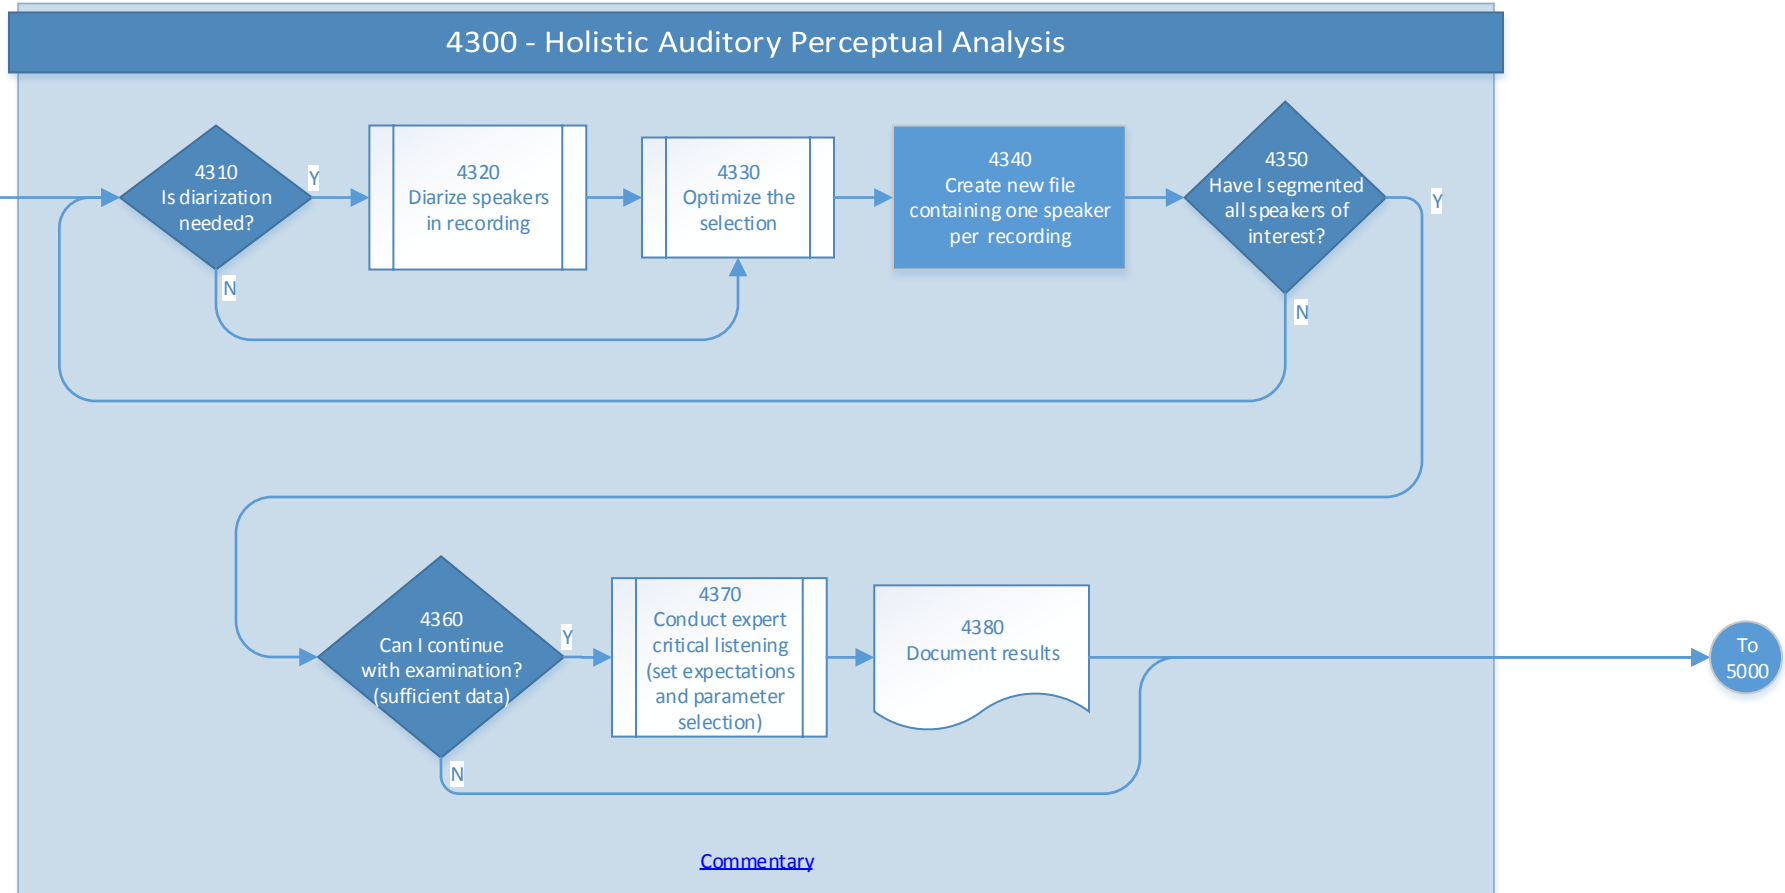 4300 - Holistic Auditory Perceptual Analysis
4310
Is diarization
needed?
Y
N
4320
Diarize speakers
in recording
4330
Optimize the
selection
4340
Create new file
containing one speaker
per recording
4350
Have I segmented
all speakers of
interest?
Y
N
4360
Can I continue
with examination?
(sufficient data)
Y
N
4370
Conduct expert
critical listening
(set expectations
and parameter
selection)
4380
Document results
To
5000
Commentary